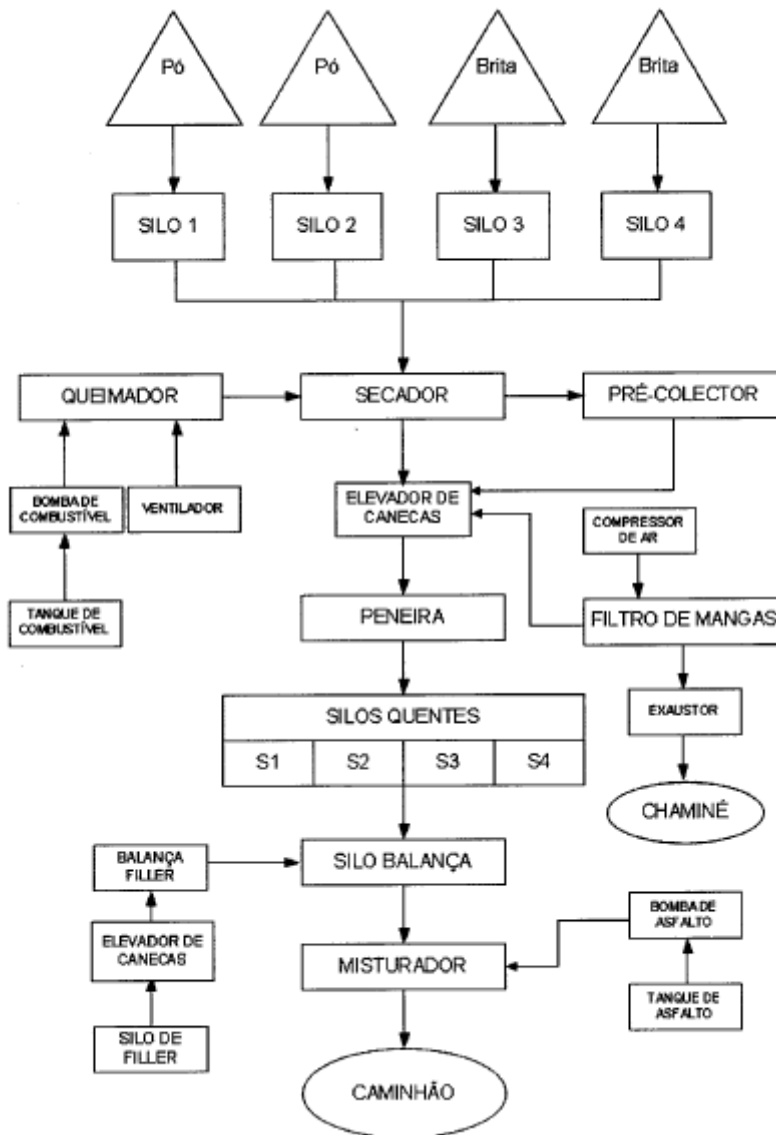 Pó
Pó
Brita
Brita
SILO 1
SILO 2
SILO 3
SILO 4
QUEIMADOR
SECADOR
PRÉ-COLECTOR
BOMBA DE
COMBUSTÍVEL
VENTILADOR
ELEVADOR DE
CANECAS
COMPRESSOR
DE AR
TANQUE DE
COMBUSTÍVEL
PENEIRA
FILTRO DE MANGAS
SILOS QUENTES
EXAUSTOR
S1
S2
S3
S4
CHAMINÉ
BALANÇA
FILLER
SILO BALANÇA
BOMBA DE
ASFALTO
ELEVADOR DE
CANECAS
MISTURADOR
TANQUE DE
ASFALTO
SILO DE
FILLER
CAMINHÃO